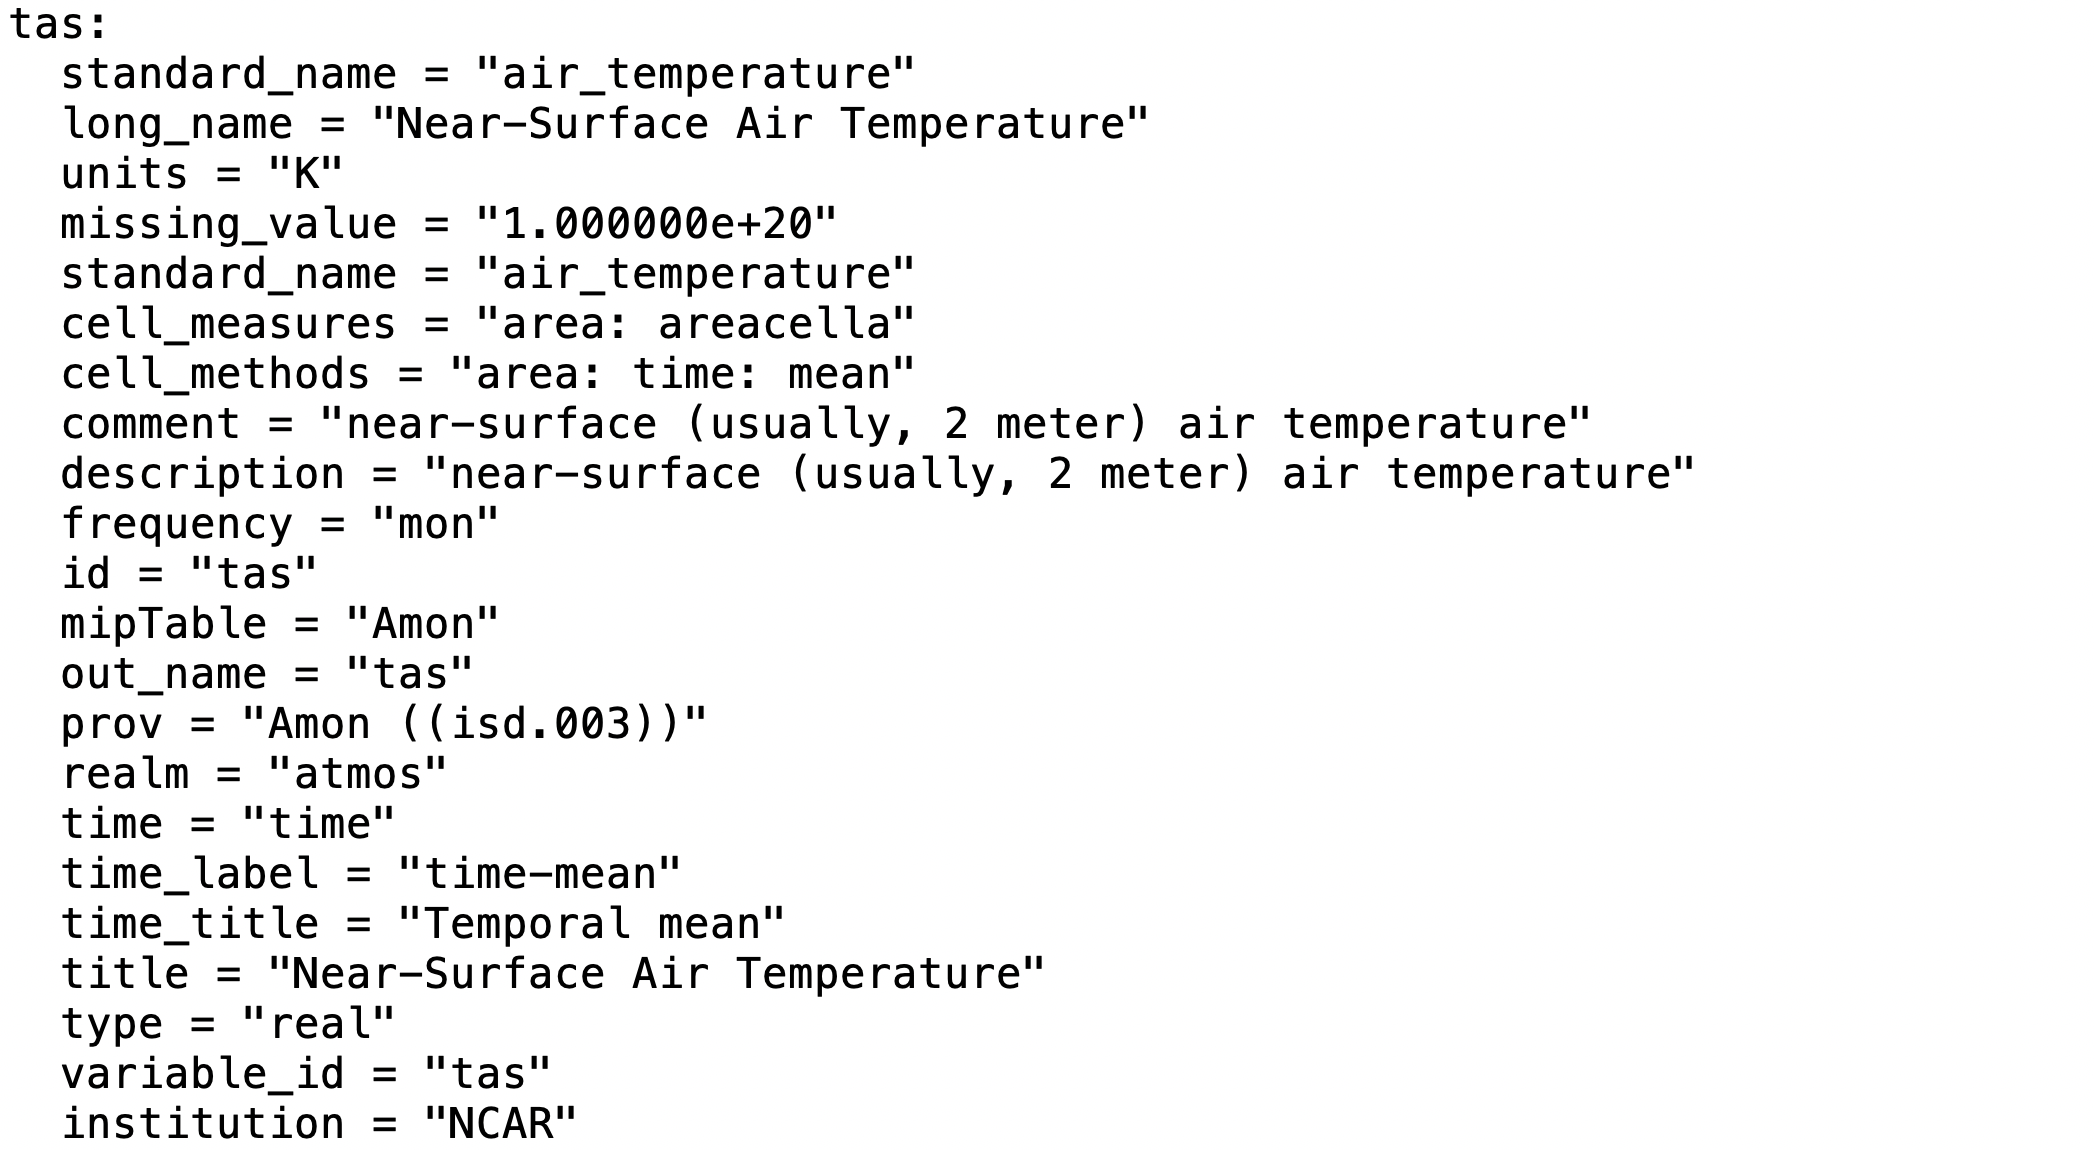 tas:
  standard_name = "air_temperature"
  long_name = "Near-Surface Air Temperature"
  units = "K"
  missing_value = "1.000000e+20"
  standard_name = "air_temperature"
  cell_measures = "area: areacella"
  cell_methods = "area: time: mean"
  comment = "near-surface (usually, 2 meter) air temperature"
  description = "near-surface (usually, 2 meter) air temperature"
  frequency = "mon"
  id = "tas"
  mipTable = "Amon"
  out_name = "tas"
  prov = "Amon ((isd.003))"
  realm = "atmos"
  time = "time"
  time_label = "time-mean"
  time_title = "Temporal mean"
  title = "Near-Surface Air Temperature"
  type = "real"
  variable_id = "tas"
  institution = "NCAR"